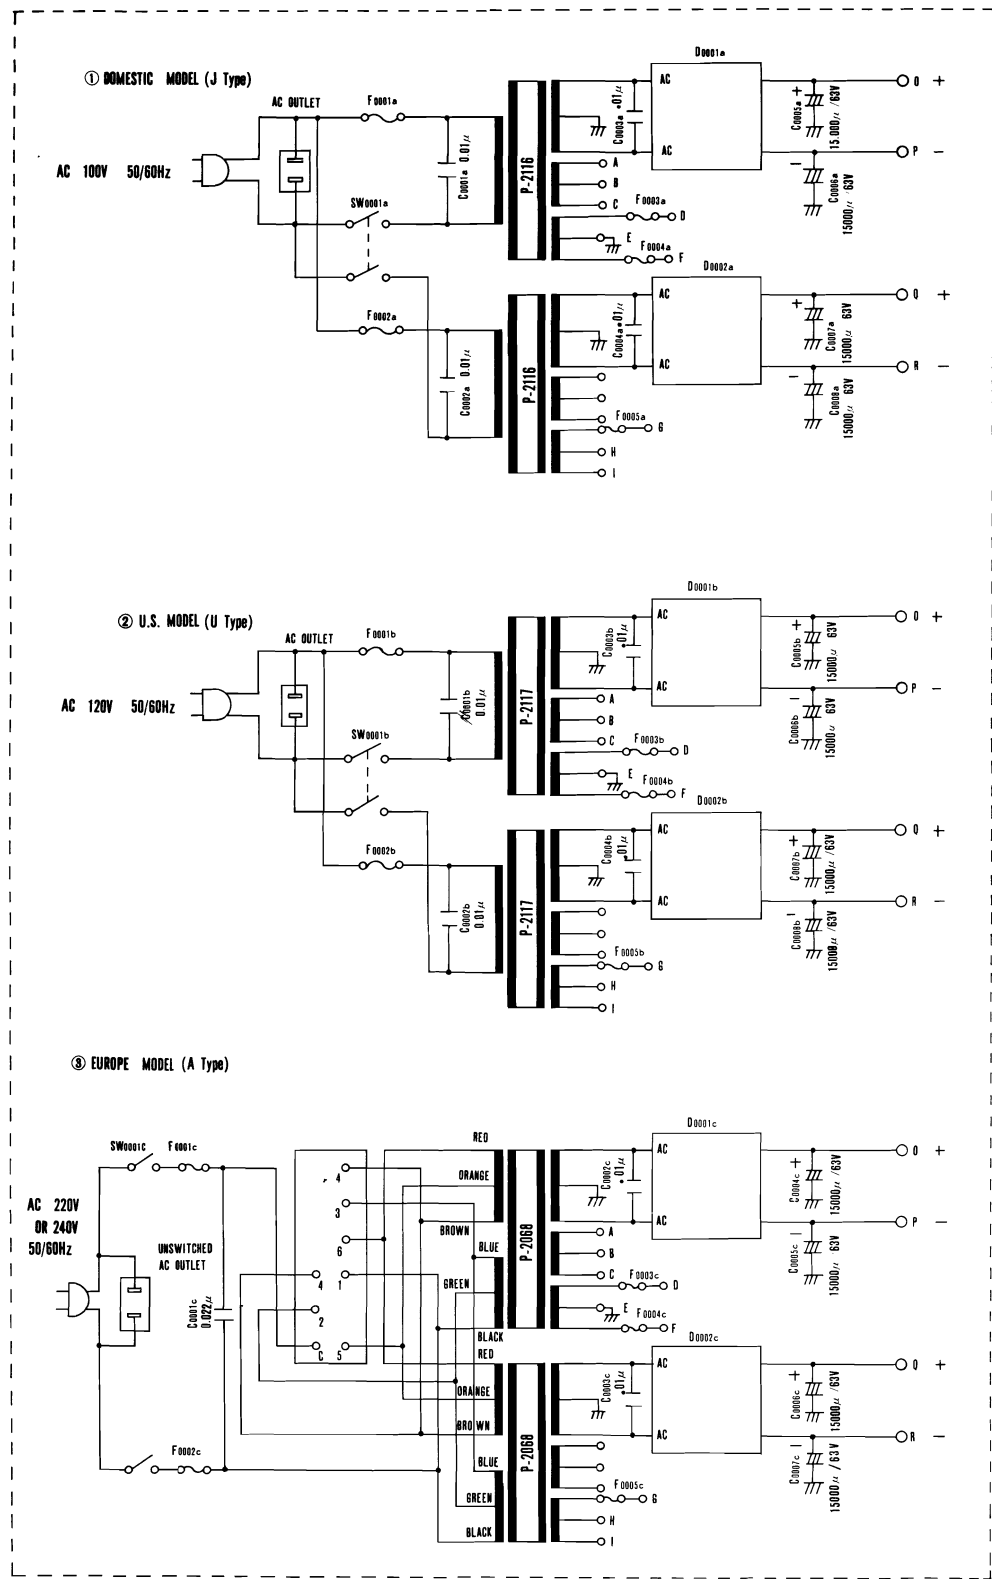 ① DOMESTIC MODEL (J Type)
AC OUTLET
F0001a
AC 100V 50/60Hz
SW0001a
F0002a
C0001a 0.01μ
C0002a 0.01μ
P-2116
P-2116
C0003a .01μ
D0001a
AC
AC
C0005a + 15.000μ/63V
C0006a − 15000μ 63V
O +
P −
A
B
C
F0003a D
E
F0004a F
C0004a .01μ
D0002a
AC
AC
C0007a + 15000μ 63V
C0008a − 15000μ 63V
Q +
R −
F0005a G
H
I
② U.S. MODEL (U Type)
AC OUTLET
F0001b
AC 120V 50/60Hz
SW0001b
F0002b
C0001b 0.01μ
C0002b 0.01μ
P-2117
P-2117
C0003b .01μ
D0001b
AC
AC
C0005b + 15000μ 63V
C0006b − 15000μ 63V
O +
P −
A
B
C
F0003b D
E
F0004b F
C0004b .01μ
D0002b
AC
AC
C0007b + 15000μ/63V
C0008b − 15000μ/63V
Q +
R −
F0005b G
H
I
③ EUROPE MODEL (A Type)
SW0001c F0001c
AC 220V
OR 240V
50/60Hz
UNSWITCHED
AC OUTLET
C0001c
0.022μ
F0002c
4
3
6
4 1
2
C 5
RED
ORANGE
BROWN
BLUE
GREEN
BLACK
RED
ORANGE
BROWN
BLUE
GREEN
BLACK
P-2068
P-2068
C0002c .01μ
D0001c
AC
AC
C0004c + 15000μ/63V
C0005c − 15000μ/63V
O +
P −
A
B
C
F0003c D
E
F0004c F
C0003c .01μ
D0002c
AC
AC
C0006c + 15000μ/63V
C0007c − 15000μ/63V
Q +
R −
F0005c G
H
I